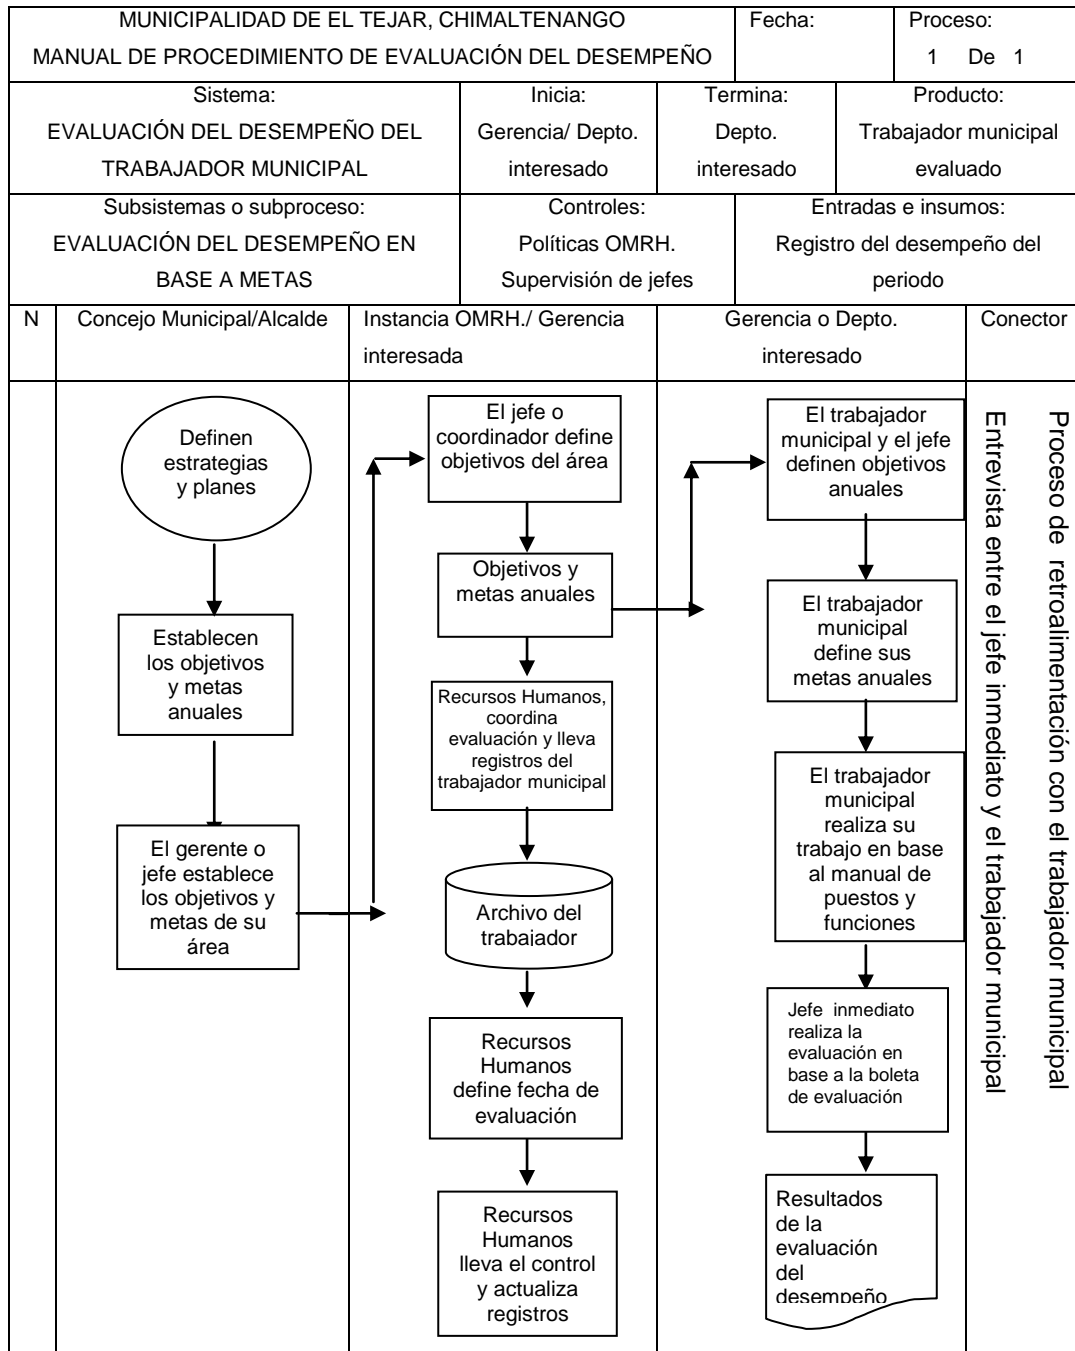 MUNICIPALIDAD DE EL TEJAR, CHIMALTENANGO
MANUAL DE PROCEDIMIENTO DE EVALUACIÓN DEL DESEMPEÑO
Fecha:
Proceso:
1 De 1
Sistema:
EVALUACIÓN DEL DESEMPEÑO DEL
TRABAJADOR MUNICIPAL
Inicia:
Gerencia/ Depto.
interesado
Termina:
Depto.
interesado
Producto:
Trabajador municipal
evaluado
Subsistemas o subproceso:
EVALUACIÓN DEL DESEMPEÑO EN
BASE A METAS
Controles:
Políticas OMRH.
Supervisión de jefes
Entradas e insumos:
Registro del desempeño del
periodo
N
Concejo Municipal/Alcalde
Instancia OMRH./ Gerencia
interesada
Gerencia o Depto.
interesado
Conector
Definen
estrategias
y planes
Establecen
los objetivos
y metas
anuales
El gerente o
jefe establece
los objetivos y
metas de su
área
El jefe o
coordinador define
objetivos del área
Objetivos y
metas anuales
Recursos Humanos,
coordina
evaluación y lleva
registros del
trabajador municipal
Archivo del
trabajador
Recursos
Humanos
define fecha de
evaluación
Recursos
Humanos
lleva el control
y actualiza
registros
El trabajador
municipal y el jefe
definen objetivos
anuales
El trabajador
municipal
define sus
metas anuales
El trabajador
municipal
realiza su
trabajo en base
al manual de
puestos y
funciones
Jefe inmediato
realiza la
evaluación en
base a la boleta
de evaluación
Resultados
de la
evaluación
del
desempeño
Proceso de retroalimentación con el trabajador municipal
Entrevista entre el jefe inmediato y el trabajador municipal